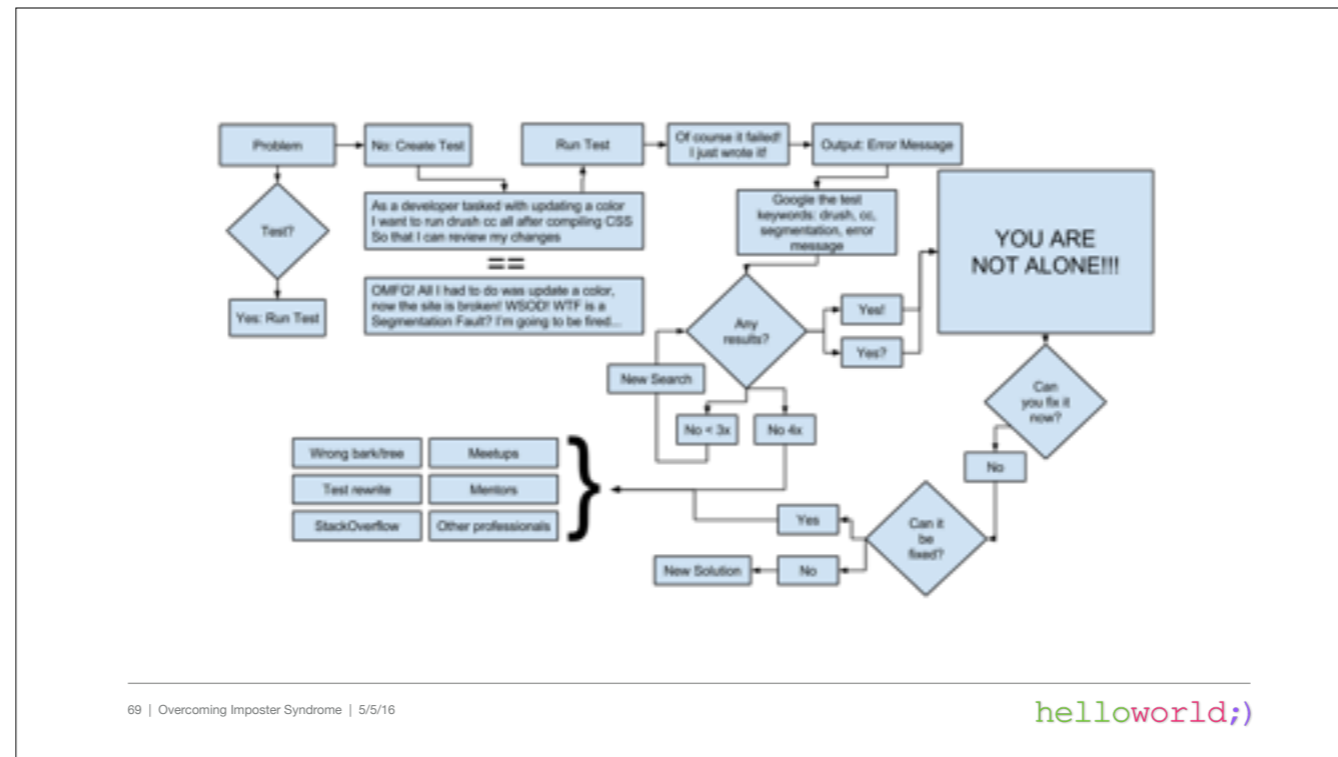 Problem
No: Create Test
Run Test
Of course it failed!
I just wrote it!
Output: Error Message
Test?
Yes: Run Test
As a developer tasked with updating a color
I want to run drush cc all after compiling CSS
So that I can review my changes
==
OMFG! All I had to do was update a color,
now the site is broken! WSOD! WTF is a
Segmentation Fault? I'm going to be fired...
Google the test
keywords: drush, cc,
segmentation, error
message
Any
results?
Yes!
Yes?
YOU ARE
NOT ALONE!!!
New Search
No < 3x
No 4x
Can
you fix it
now?
No
Can it
be
fixed?
Yes
No
New Solution
Wrong bark/tree
Meetups
Test rewrite
Mentors
StackOverflow
Other professionals
}
69 | Overcoming Imposter Syndrome | 5/5/16
helloworld;)